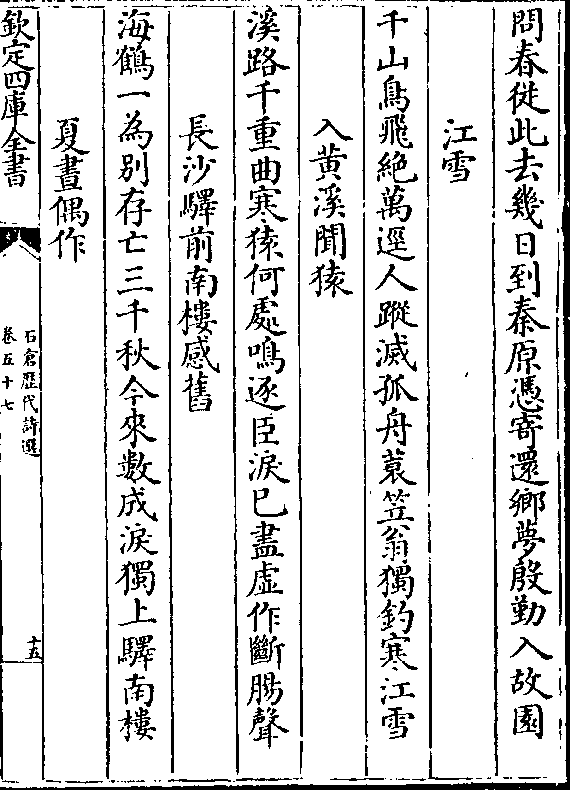 問春從此去幾日到秦原憑寄還鄉夢殷勤入故園
江雪
千山鳥飛絶萬逕人蹤滅孤舟蓑笠翁獨釣寒江雪
入黄溪聞猿
溪路千重曲寒猿何處鳴逐臣淚已盡虚作斷腸聲
長沙驛前南樓感舊
海鶴一為别存亡三千秋今來數成淚獨上驛南樓
夏晝偶作
欽定四庫全書
石倉歴代詩選
卷五十七
十五